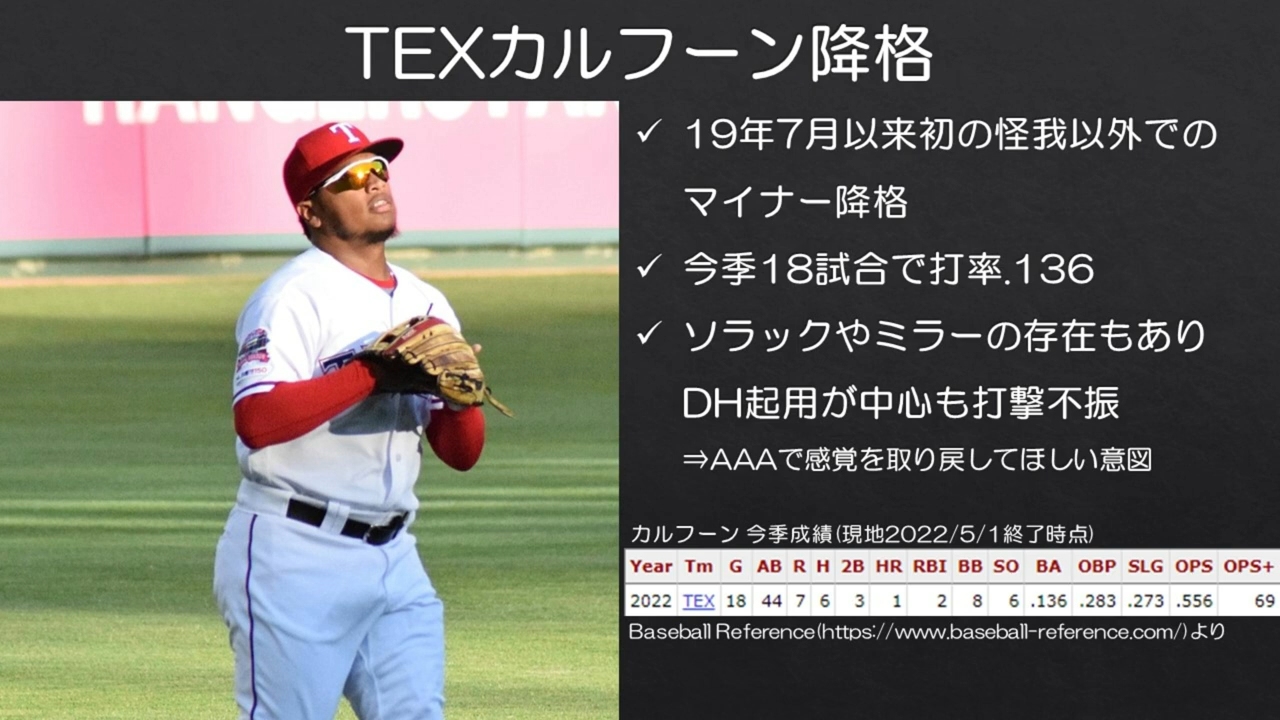 TEXカルフーン降格
✓ 19年7月以来初の怪我以外での
マイナー降格
✓ 今季18試合で打率.136
✓ ソラックやミラーの存在もあり
DH起用が中心も打撃不振
⇒AAAで感覚を取り戻してほしい意図
カルフーン 今季成績(現地2022/5/1終了時点)
Year Tm G AB R H 2B HR RBI BB SO BA OBP SLG OPS OPS+
2022 TEX 18 44 7 6 3 1 2 8 6 .136 .283 .273 .556 69
Baseball Reference(https://www.baseball-reference.com/)より
T